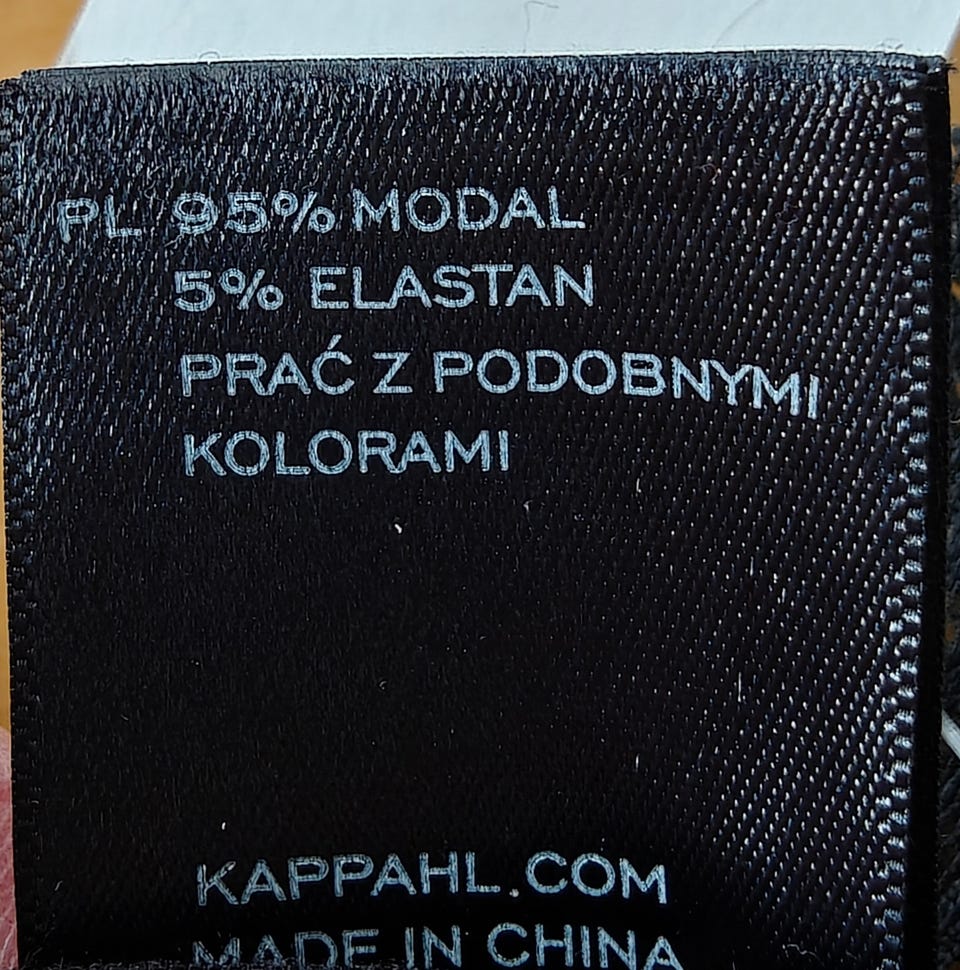 PL 95% MODAL
5% ELASTAN
PRAĆ Z PODOBNYMI
KOLORAMI
KAPPAHL.COM
MADE IN CHINA